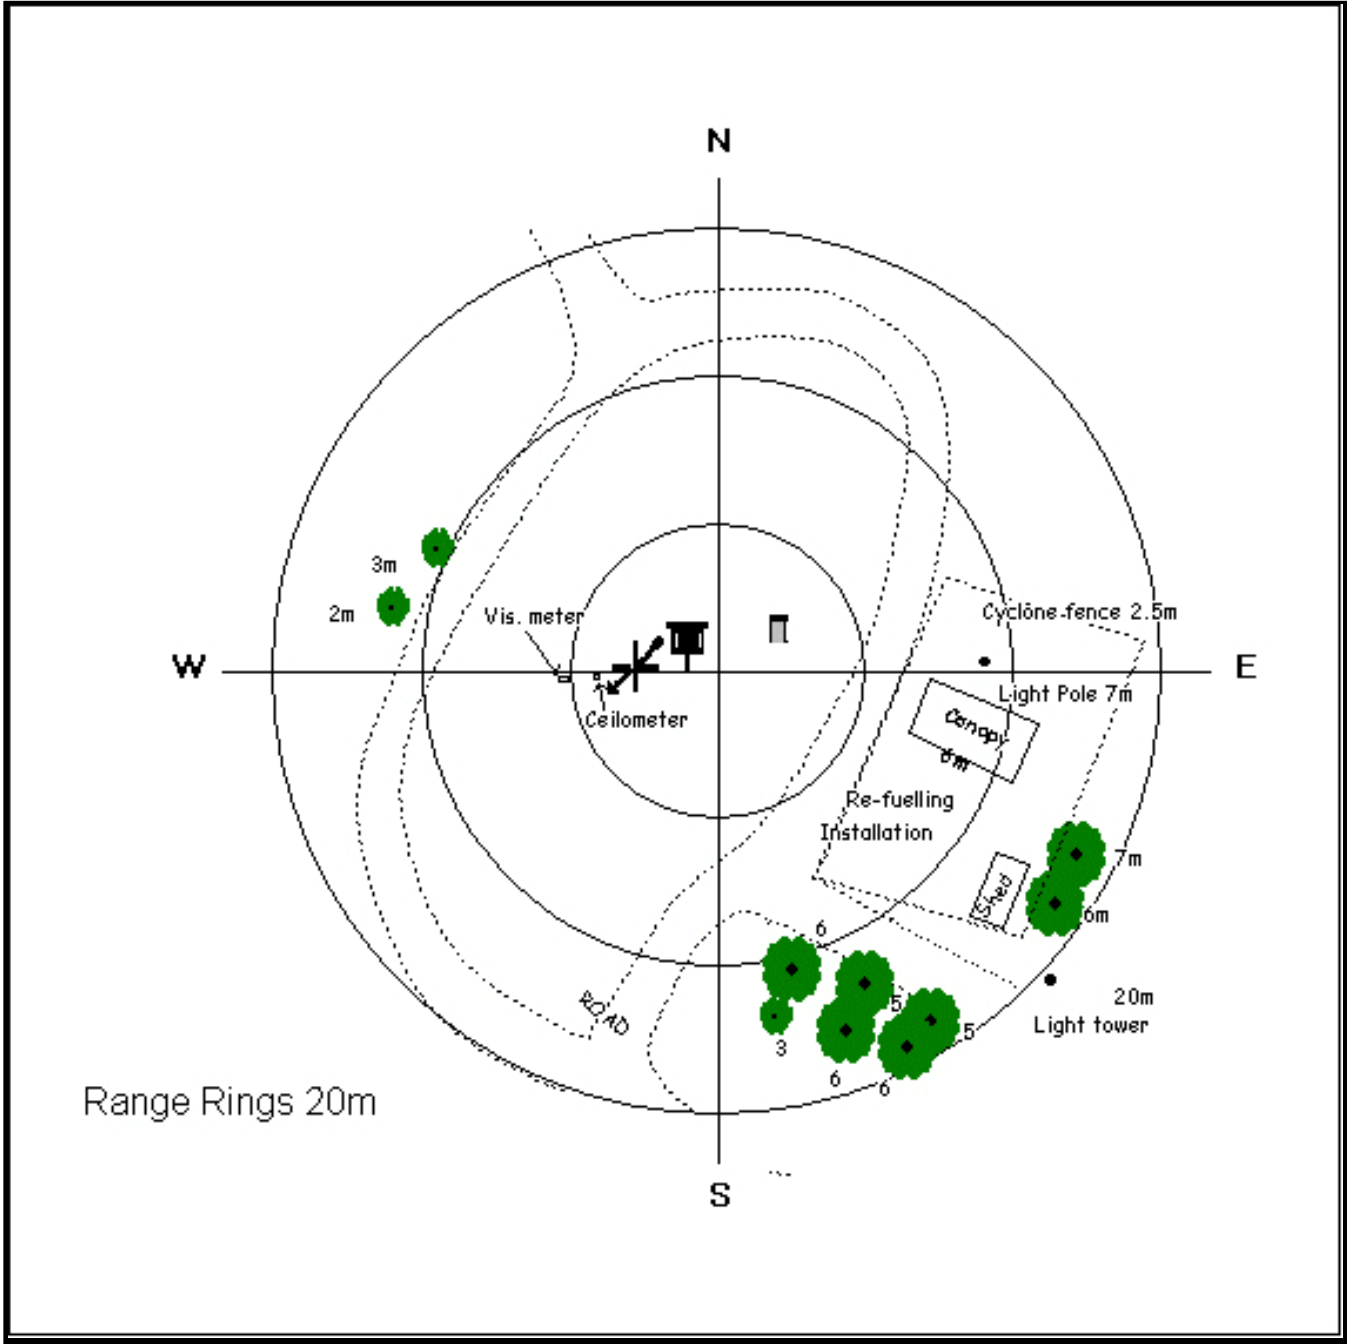 N
3m
2m
Vis. meter
Cyclone fence 2.5m
W
E
Light Pole 7m
Ceilometer
Canopy
6m
Re-fuelling
Installation
7m
Shed
6m
6
5
20m
Light tower
ROAD
5
3
6
6
Range Rings 20m
S